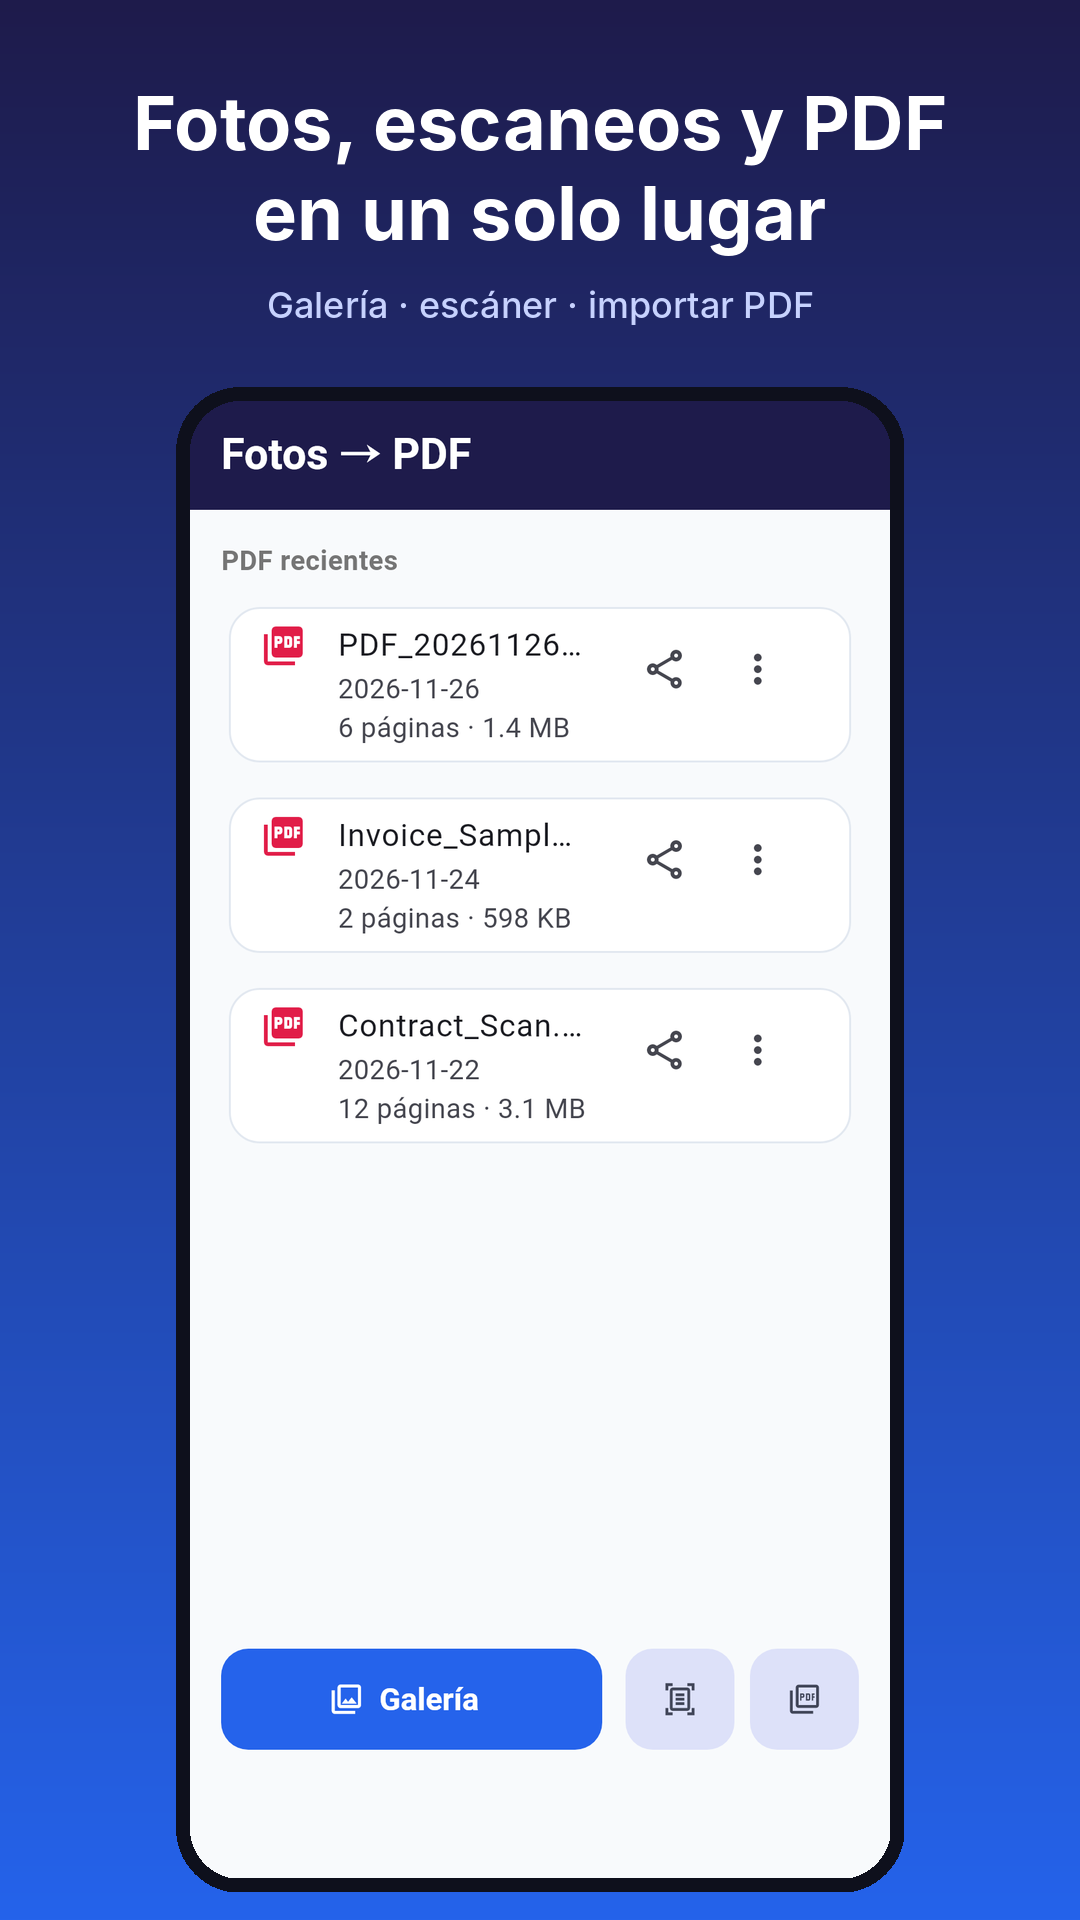 Fotos, escaneos y PDF
en un solo lugar
Galería · escáner · importar PDF
Fotos → PDF
PDF recientes
PDF
PDF_20261126...
2026-11-26
6 páginas · 1.4 MB
PDF
Invoice_Sampl...
2026-11-24
2 páginas · 598 KB
PDF
Contract_Scan....
2026-11-22
12 páginas · 3.1 MB
Galería
PDF